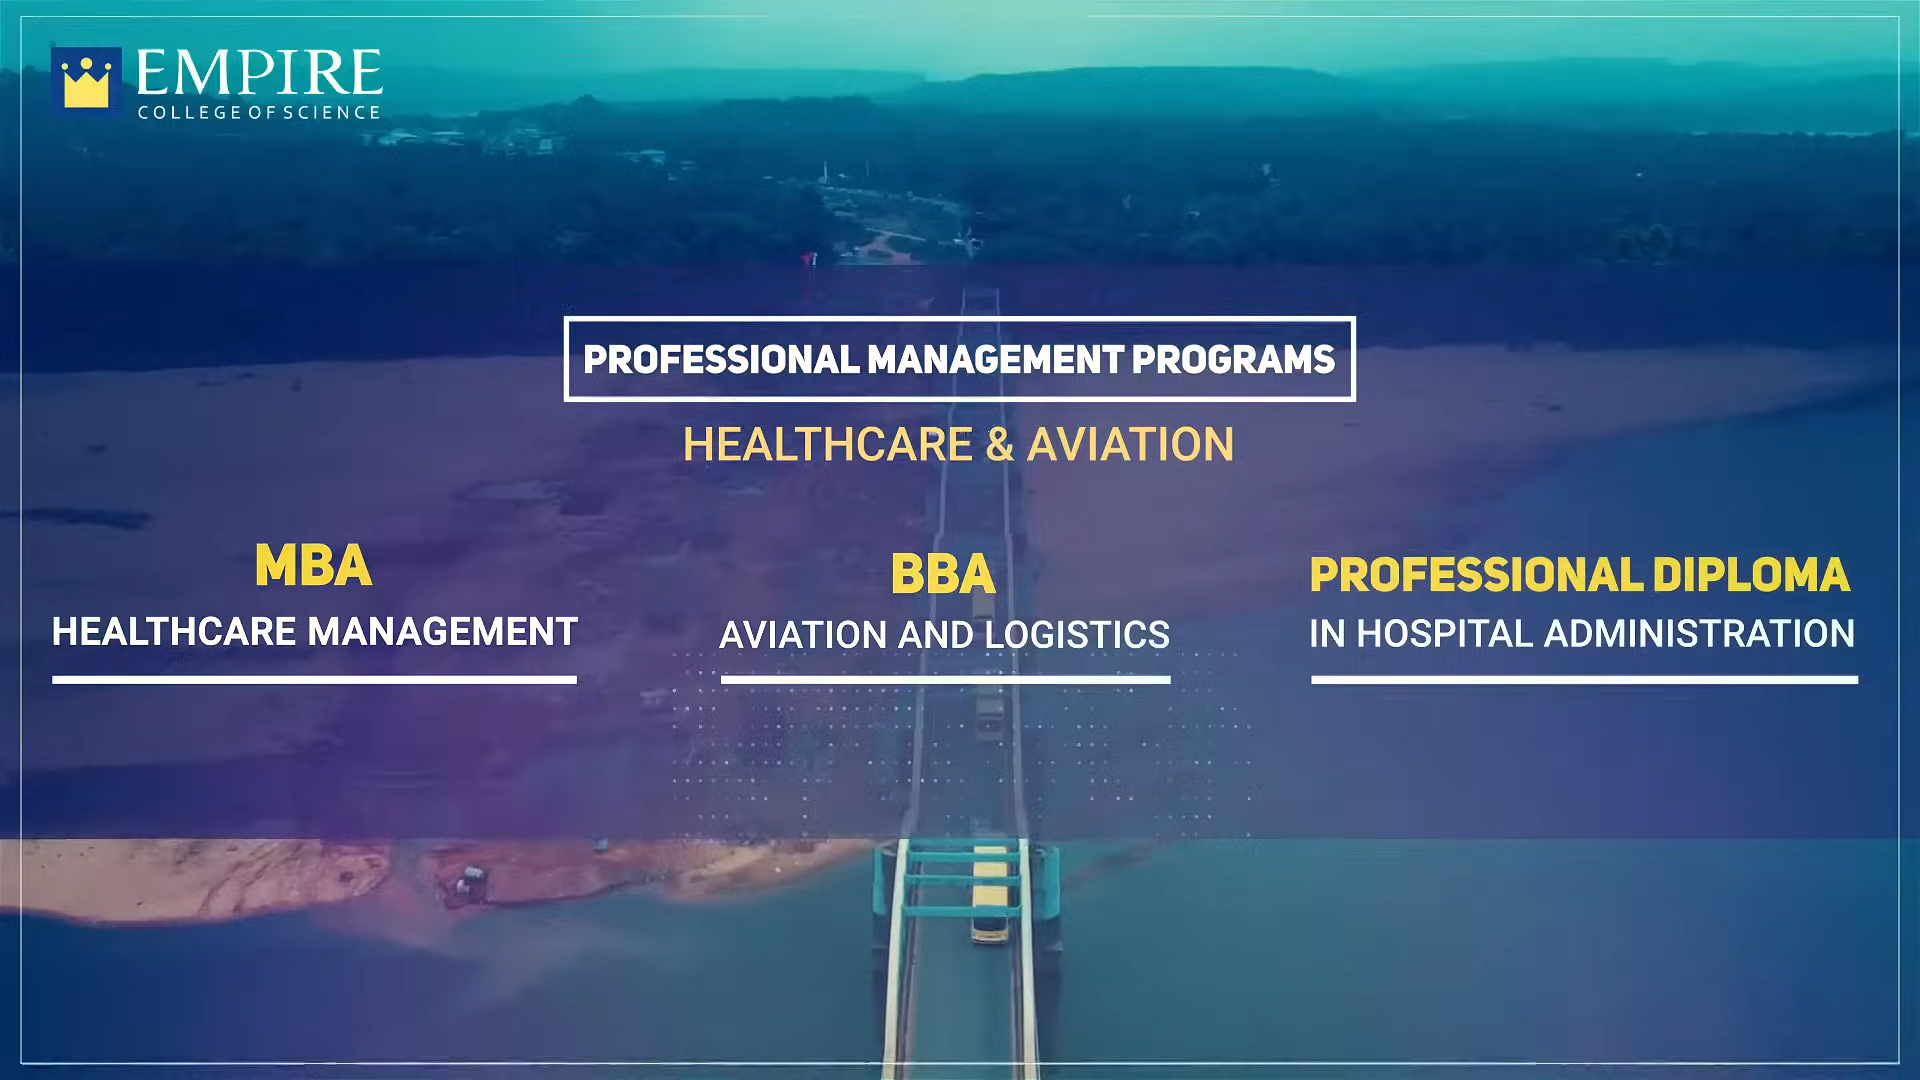 EMPIRE
COLLEGE OF SCIENCE
PROFESSIONAL MANAGEMENT PROGRAMS
HEALTHCARE & AVIATION
MBA
HEALTHCARE MANAGEMENT
BBA
AVIATION AND LOGISTICS
PROFESSIONAL DIPLOMA
IN HOSPITAL ADMINISTRATION